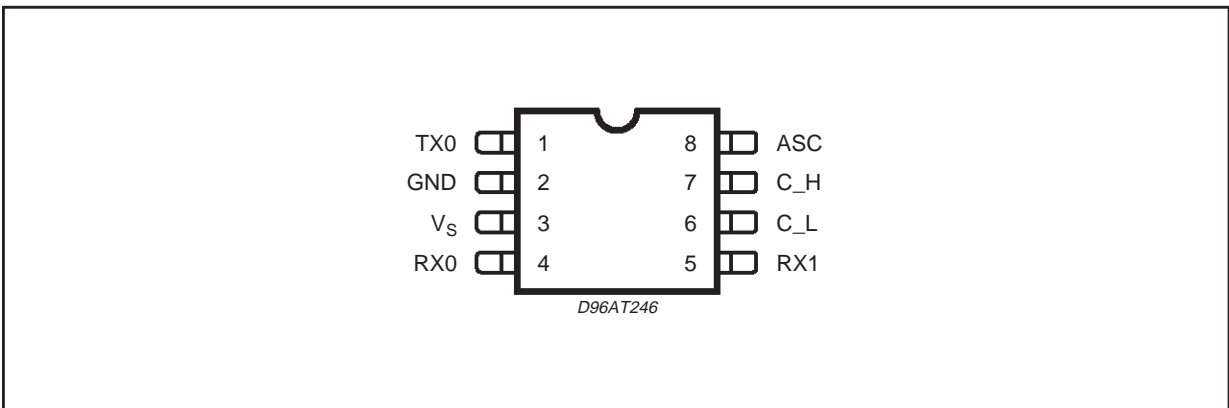 TX0 1 8 ASC
GND 2 7 C_H
VS 3 6 C_L
RX0 4 5 RX1
D96AT246